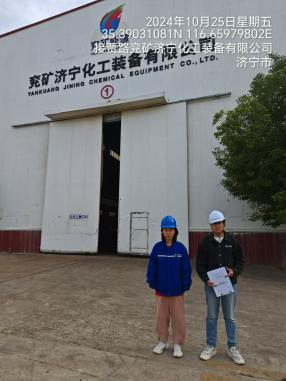 2024年10月25日星期五
35.39031081N 116.65979802E
接贾路兖矿济宁化工装备有限公司
济宁市
兖矿济宁化工装备有限公司
YANKUANG JINING CHEMICAL EQUIPMENT CO., LTD.
1